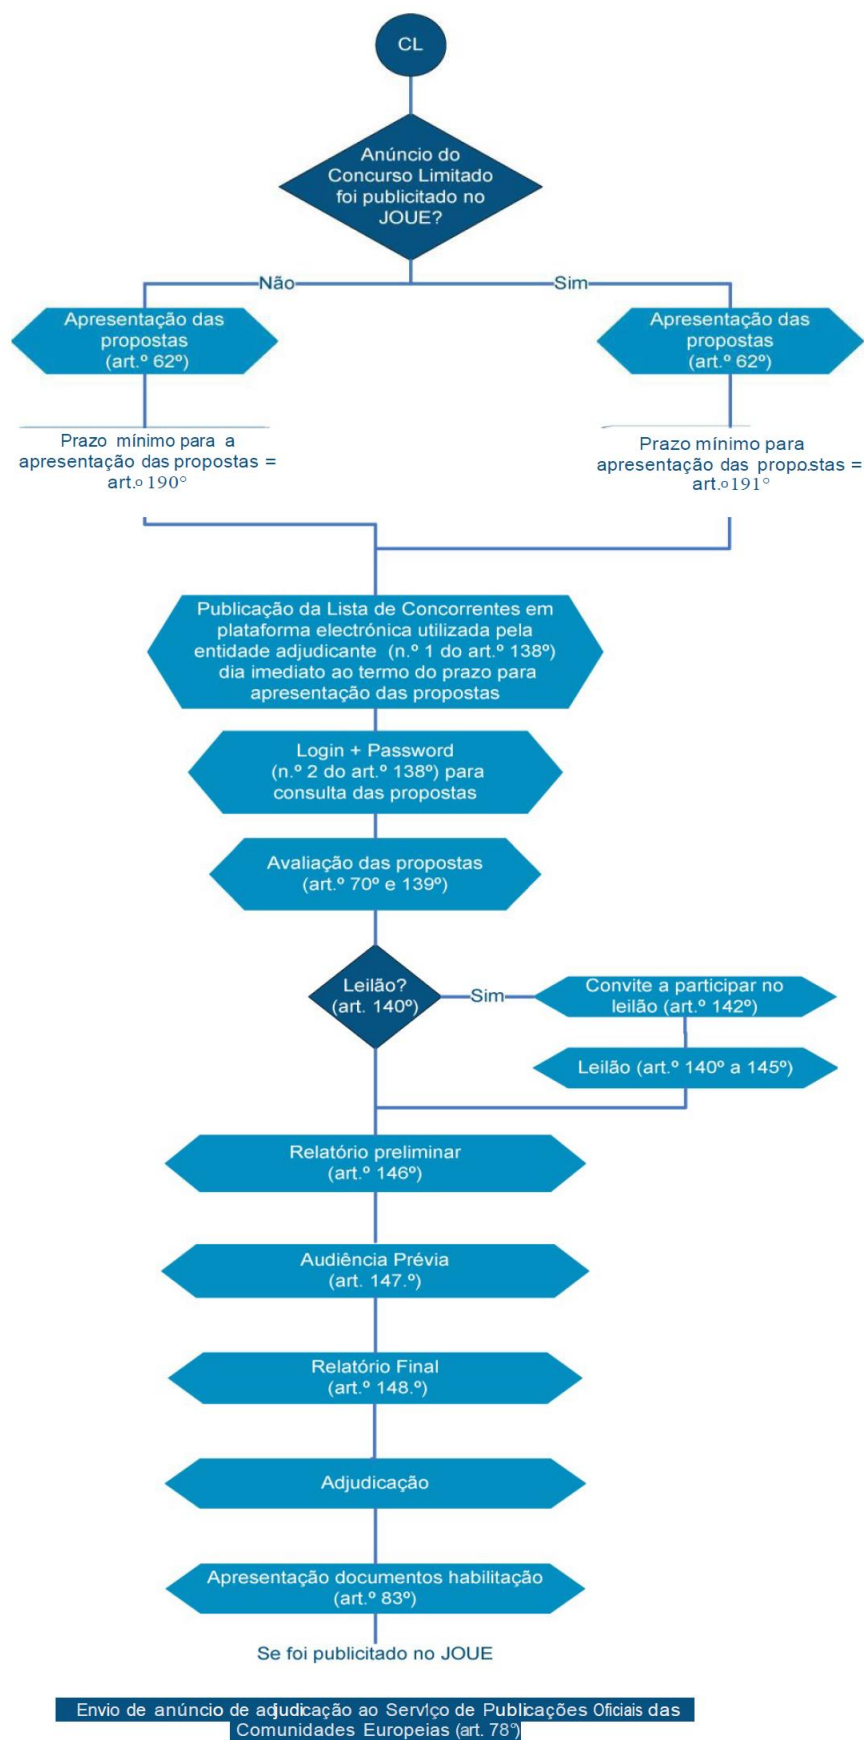 CL
Anúncio do
Concurso Limitado
foi publicitado no
JOUE?
Não
Sim
Apresentação das
propostas
(art.º 62º)
Apresentação das
propostas
(art.º 62º)
Prazo mínimo para a
apresentação das propostas =
art.º 190°
Prazo mínimo para
apresentação das propostas =
art.º 191°
Publicação da Lista de Concorrentes em
plataforma electrónica utilizada pela
entidade adjudicante (n.º 1 do art.º 138º)
dia imediato ao termo do prazo para
apresentação das propostas
Login + Password
(n.º 2 do art.º 138º) para
consulta das propostas
Avaliação das propostas
(art.º 70º e 139º)
Leilão?
(art. 140º)
Sim
Convite a participar no
leilão (art.º 142º)
Leilão (art.º 140º a 145º)
Relatório preliminar
(art.º 146º)
Audiência Prévia
(art. 147.º)
Relatório Final
(art.º 148.º)
Adjudicação
Apresentação documentos habilitação
(art.º 83º)
Se foi publicitado no JOUE
Envio de anúncio de adjudicação ao Serviço de Publicações Oficiais das
Comunidades Europeias (art. 78°)